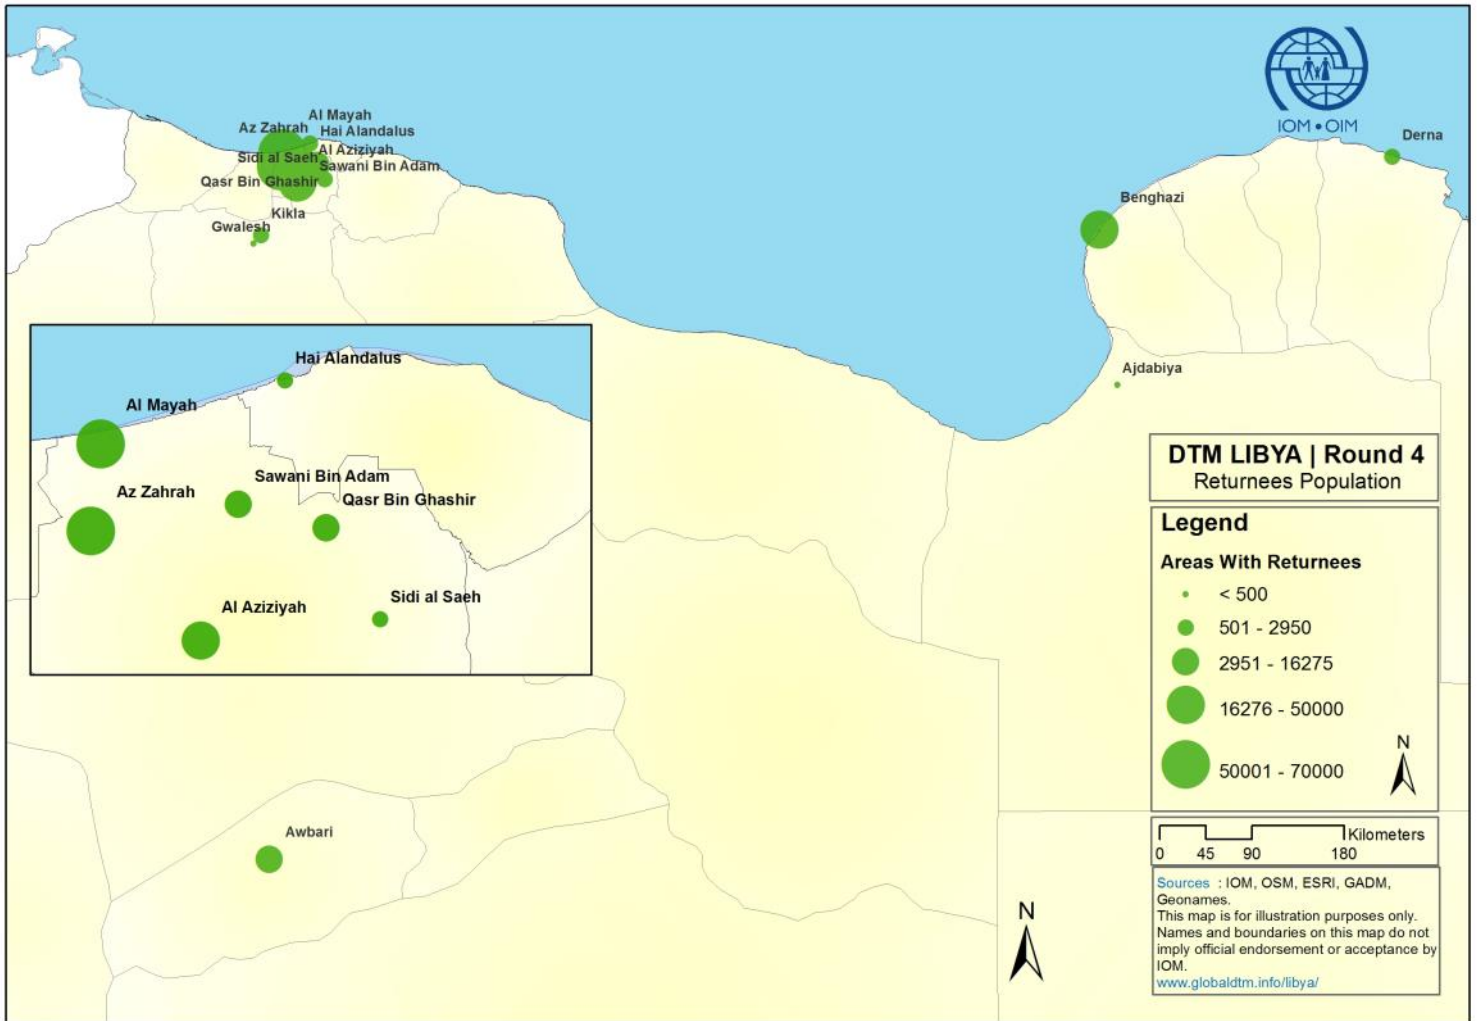 IOM • OIM
Al Mayah
Az Zahrah
Hai Alandalus
Al Aziziyah
Sidi al Saeh
Sawani Bin Adam
Qasr Bin Ghashir
Kikla
Gwalesh
Derna
Benghazi
Ajdabiya
Hai Alandalus
Al Mayah
Sawani Bin Adam
Az Zahrah
Qasr Bin Ghashir
Sidi al Saeh
Al Aziziyah
Awbari
N
DTM LIBYA | Round 4
Returnees Population
Legend
Areas With Returnees
< 500
501 - 2950
2951 - 16275
16276 - 50000
50001 - 70000
N
Kilometers
0 45 90 180
Sources : IOM, OSM, ESRI, GADM,
Geonames.
This map is for illustration purposes only.
Names and boundaries on this map do not
imply official endorsement or acceptance by
IOM.
www.globaldtm.info/libya/